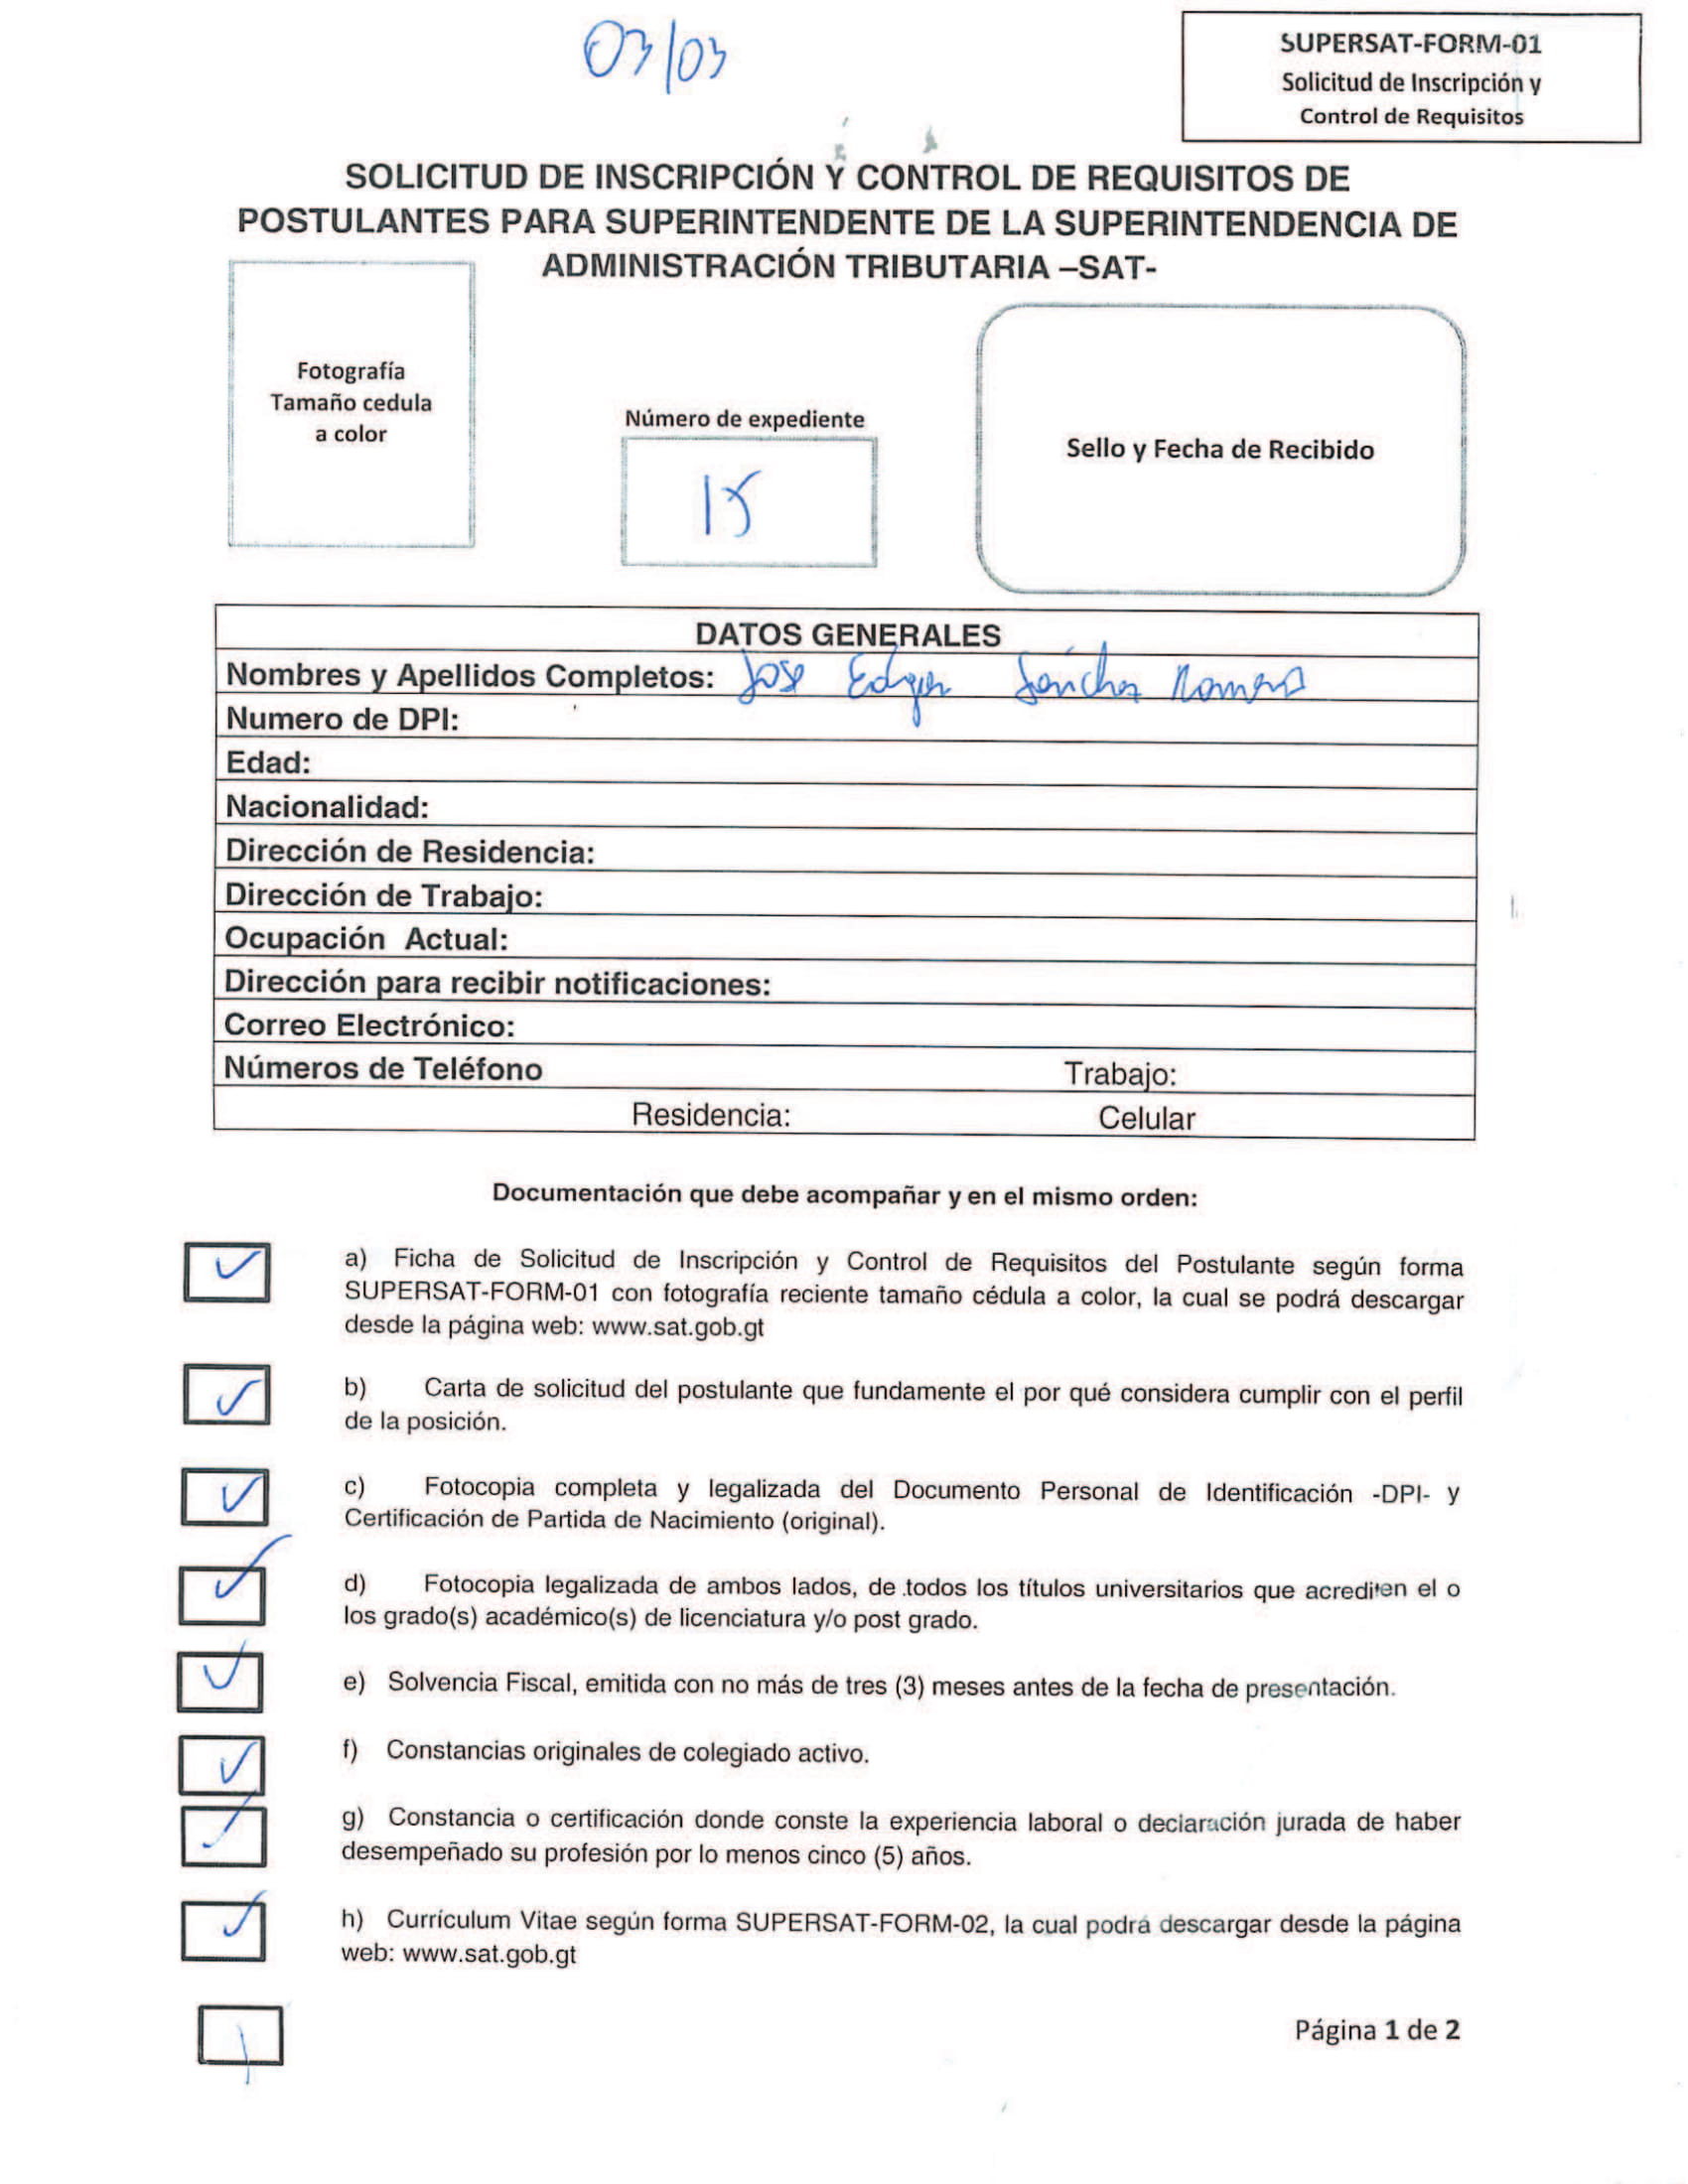 03/03
SUPERSAT-FORM-01
Solicitud de Inscripción y
Control de Requisitos
SOLICITUD DE INSCRIPCIÓN Y CONTROL DE REQUISITOS DE
POSTULANTES PARA SUPERINTENDENTE DE LA SUPERINTENDENCIA DE
ADMINISTRACIÓN TRIBUTARIA –SAT-
Fotografía
Tamaño cedula
a color
Número de expediente
15
Sello y Fecha de Recibido
DATOS GENERALES
Nombres y Apellidos Completos: Jose Edgar Sánchez Romero
Numero de DPI:
Edad:
Nacionalidad:
Dirección de Residencia:
Dirección de Trabajo:
Ocupación Actual:
Dirección para recibir notificaciones:
Correo Electrónico:
Números de Teléfono Trabajo:
Residencia: Celular
Documentación que debe acompañar y en el mismo orden:
a) Ficha de Solicitud de Inscripción y Control de Requisitos del Postulante según forma
SUPERSAT-FORM-01 con fotografía reciente tamaño cédula a color, la cual se podrá descargar
desde la página web: www.sat.gob.gt
b) Carta de solicitud del postulante que fundamente el por qué considera cumplir con el perfil
de la posición.
c) Fotocopia completa y legalizada del Documento Personal de Identificación -DPI- y
Certificación de Partida de Nacimiento (original).
d) Fotocopia legalizada de ambos lados, de todos los títulos universitarios que acrediten el o
los grado(s) académico(s) de licenciatura y/o post grado.
e) Solvencia Fiscal, emitida con no más de tres (3) meses antes de la fecha de presentación.
f) Constancias originales de colegiado activo.
g) Constancia o certificación donde conste la experiencia laboral o declaración jurada de haber
desempeñado su profesión por lo menos cinco (5) años.
h) Currículum Vitae según forma SUPERSAT-FORM-02, la cual podrá descargar desde la página
web: www.sat.gob.gt
Página 1 de 2